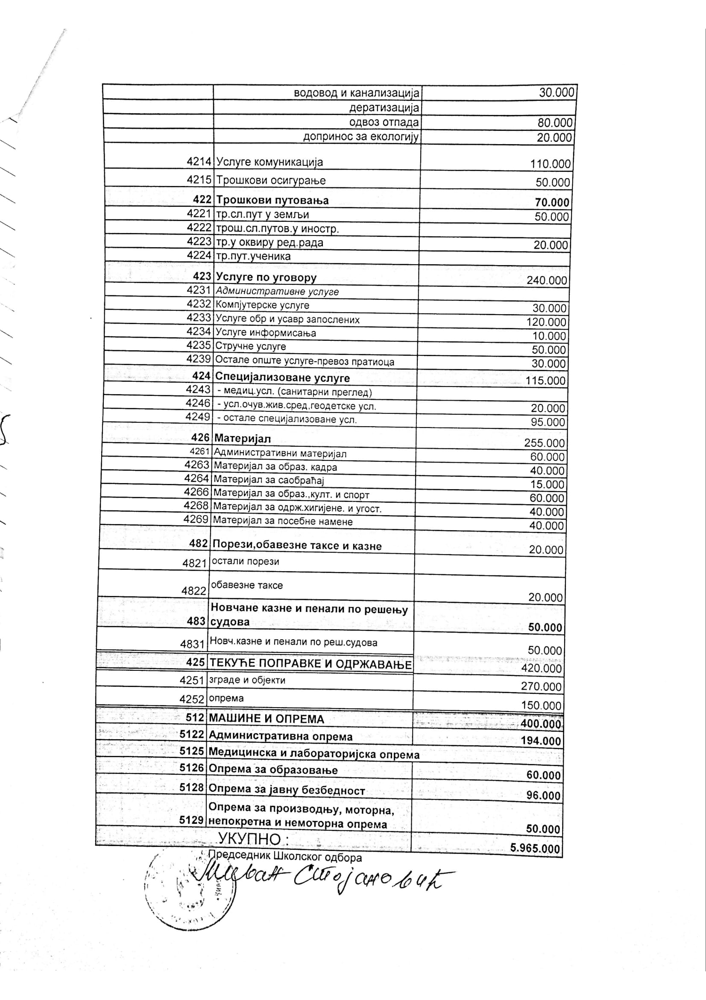 водовод и канализација 30.000
дератизација
одвоз отпада 80.000
допринос за екологију 20.000
4214 Услуге комуникација 110.000
4215 Трошкови осигурање 50.000
422 Трошкови путовања 70.000
4221 тр.сл.пут у земљи 50.000
4222 трош.сл.путов.у иностр.
4223 тр.у оквиру ред.рада 20.000
4224 тр.пут.ученика
423 Услуге по уговору 240.000
4231 Административне услуге
4232 Компјутерске услуге 30.000
4233 Услуге обр и усавр запослених 120.000
4234 Услуге информисања 10.000
4235 Стручне услуге 50.000
4239 Остале опште услуге-превоз пратиоца 30.000
424 Специјализоване услуге 115.000
4243 - медиц.усл. (санитарни преглед)
4246 - усл.очув.жив.сред,геодетске усл. 20.000
4249 - остале специјализоване усл. 95.000
426 Материјал 255.000
4261 Административни материјал 60.000
4263 Материјал за образ. кадра 40.000
4264 Материјал за саобраћај 15.000
4266 Материјал за образ.,култ. и спорт 60.000
4268 Материјал за одрж.хигијене. и угост. 40.000
4269 Материјал за посебне намене 40.000
482 Порези,обавезне таксе и казне 20.000
4821 остали порези
4822 обавезне таксе 20.000
Новчане казне и пенали по решењу
483 судова 50.000
4831 Новч.казне и пенали по реш.судова 50.000
425 ТЕКУЋЕ ПОПРАВКЕ И ОДРЖАВАЊЕ 420.000
4251 зграде и објекти 270.000
4252 опрема 150.000
512 МАШИНЕ И ОПРЕМА 400.000
5122 Административна опрема 194.000
5125 Медицинска и лабораторијска опрема
5126 Опрема за образовање 60.000
5128 Опрема за јавну безбедност 96.000
Опрема за производњу, моторна,
5129 непокретна и немоторна опрема 50.000
УКУПНО : 5.965.000
Председник Школског одбора
Стојановић